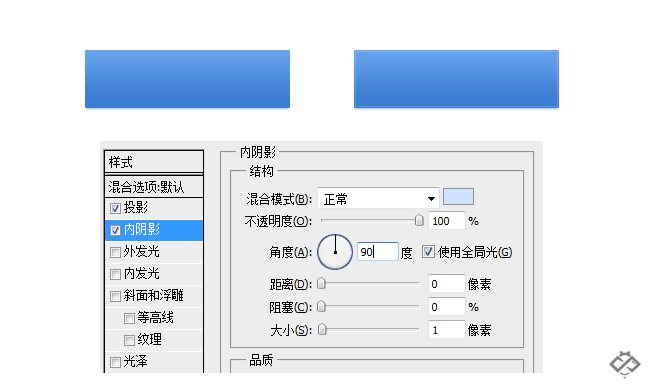 样式
混合选项:默认
投影
内阴影
外发光
内发光
斜面和浮雕
等高线
纹理
光泽
内阴影
结构
混合模式(B): 正常
不透明度(O): 100 %
角度(A): 90 度 使用全局光(G)
距离(D): 0 像素
阻塞(C): 0 %
大小(S): 1 像素
品质